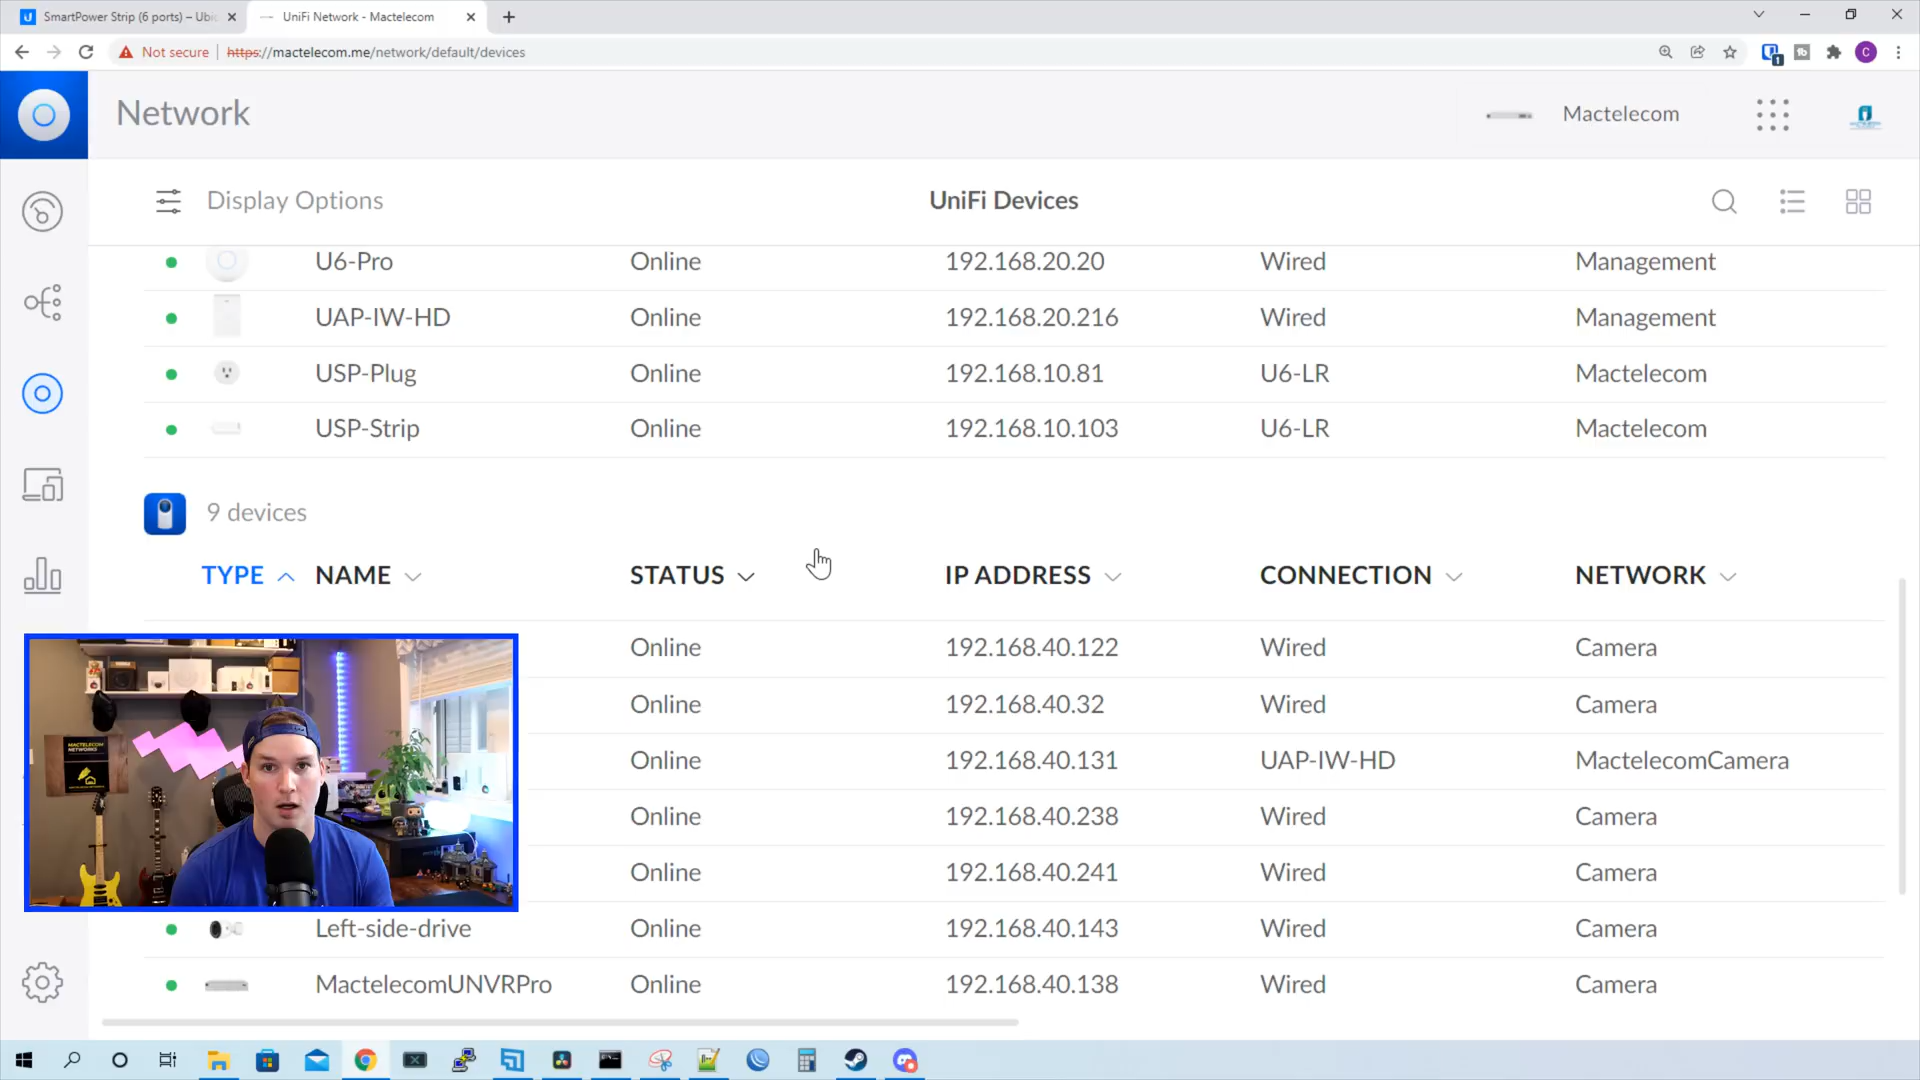 SmartPower Strip (6 ports) – Ubi
UniFi Network - Mactelecom
Not secure
https://mactelecom.me/network/default/devices
Network
Mactelecom
Display Options
UniFi Devices
U6-Pro Online 192.168.20.20 Wired Management
UAP-IW-HD Online 192.168.20.216 Wired Management
USP-Plug Online 192.168.10.81 U6-LR Mactelecom
USP-Strip Online 192.168.10.103 U6-LR Mactelecom
9 devices
TYPE NAME STATUS IP ADDRESS CONNECTION NETWORK
Online 192.168.40.122 Wired Camera
Online 192.168.40.32 Wired Camera
Online 192.168.40.131 UAP-IW-HD MactelecomCamera
Online 192.168.40.238 Wired Camera
Online 192.168.40.241 Wired Camera
Left-side-drive Online 192.168.40.143 Wired Camera
MactelecomUNVRPro Online 192.168.40.138 Wired Camera
MACTELECOM
NETWORKS